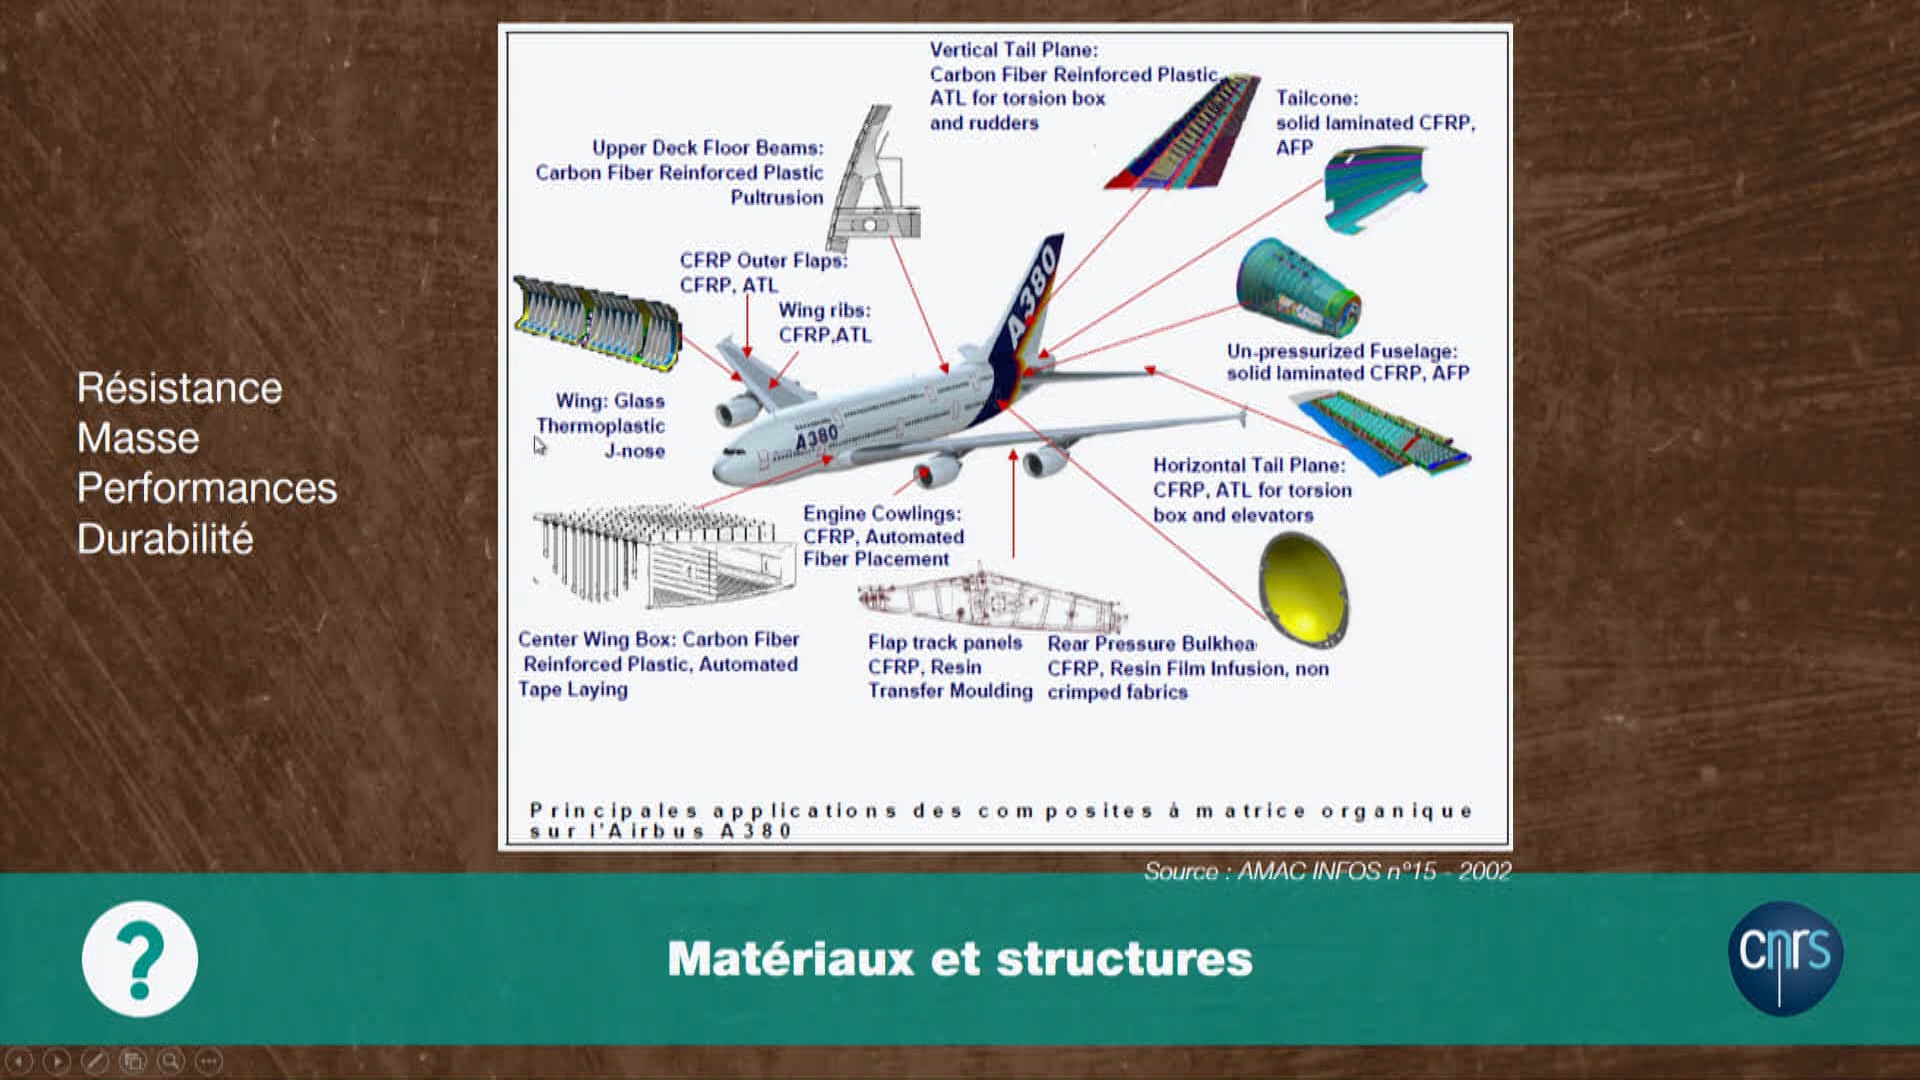 Vertical Tail Plane:
Carbon Fiber Reinforced Plastic,
ATL for torsion box
and rudders
Tailcone:
solid laminated CFRP,
AFP
Upper Deck Floor Beams:
Carbon Fiber Reinforced Plastic
Pultrusion
CFRP Outer Flaps:
CFRP, ATL
Wing ribs:
CFRP,ATL
A380
Un-pressurized Fuselage:
solid laminated CFRP, AFP
Wing: Glass
Thermoplastic
J-nose
A380
Horizontal Tail Plane:
CFRP, ATL for torsion
box and elevators
Engine Cowlings:
CFRP, Automated
Fiber Placement
Center Wing Box: Carbon Fiber
Reinforced Plastic, Automated
Tape Laying
Flap track panels
CFRP, Resin
Transfer Moulding
Rear Pressure Bulkhea
CFRP, Resin Film Infusion, non
crimped fabrics
Principales applications des composites à matrice organique
sur l'Airbus A380
Résistance
Masse
Performances
Durabilité
Source : AMAC INFOS n°15 - 2002
?
Matériaux et structures
cnrs